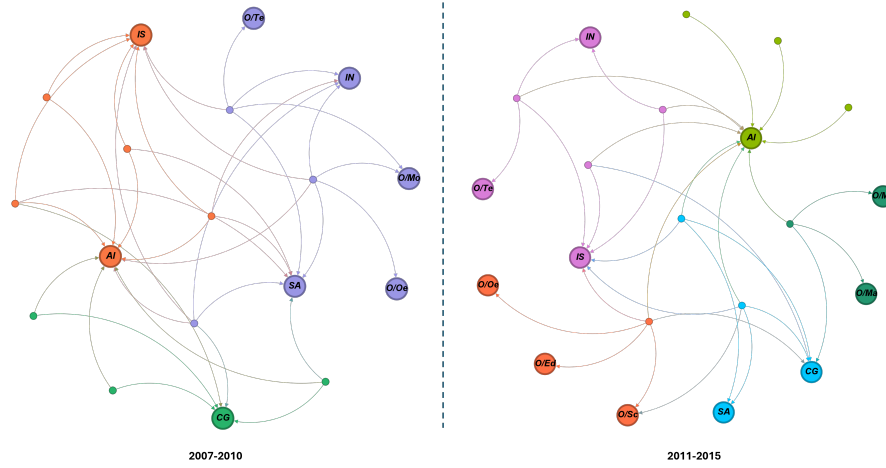 IS
O/Te
IN
O/Mo
AI
SA
O/Oe
CG
2007-2010
IN
AI
O/Te
IS
O/Oe
O/Ma
O/Ed
CG
O/Sc
SA
2011-2015